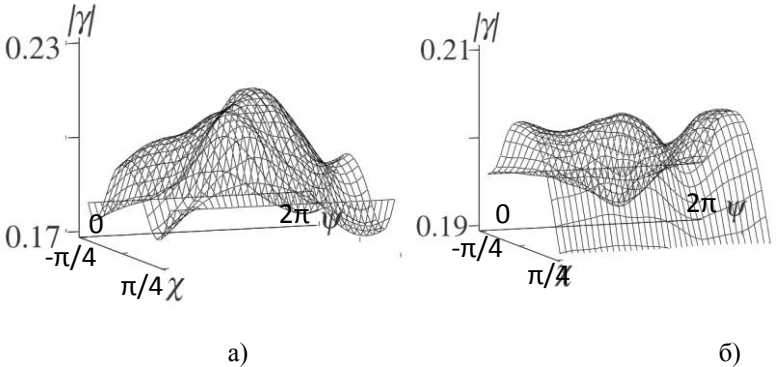 |γ|
0.23
0.17
0
2π ψ
-π/4
π/4 χ
а)
|γ|
0.21
0.19
0
2π ψ
-π/4
π/4 χ
б)